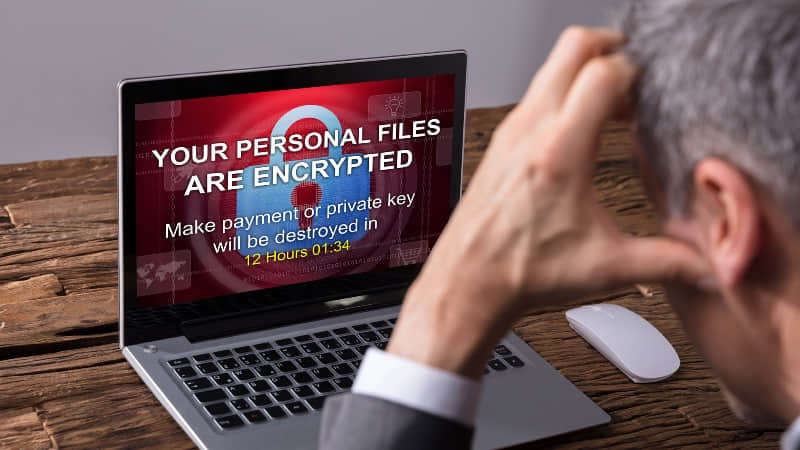 YOUR PERSONAL FILES
ARE ENCRYPTED
Make payment or private key
will be destroyed in
12 Hours 01:34